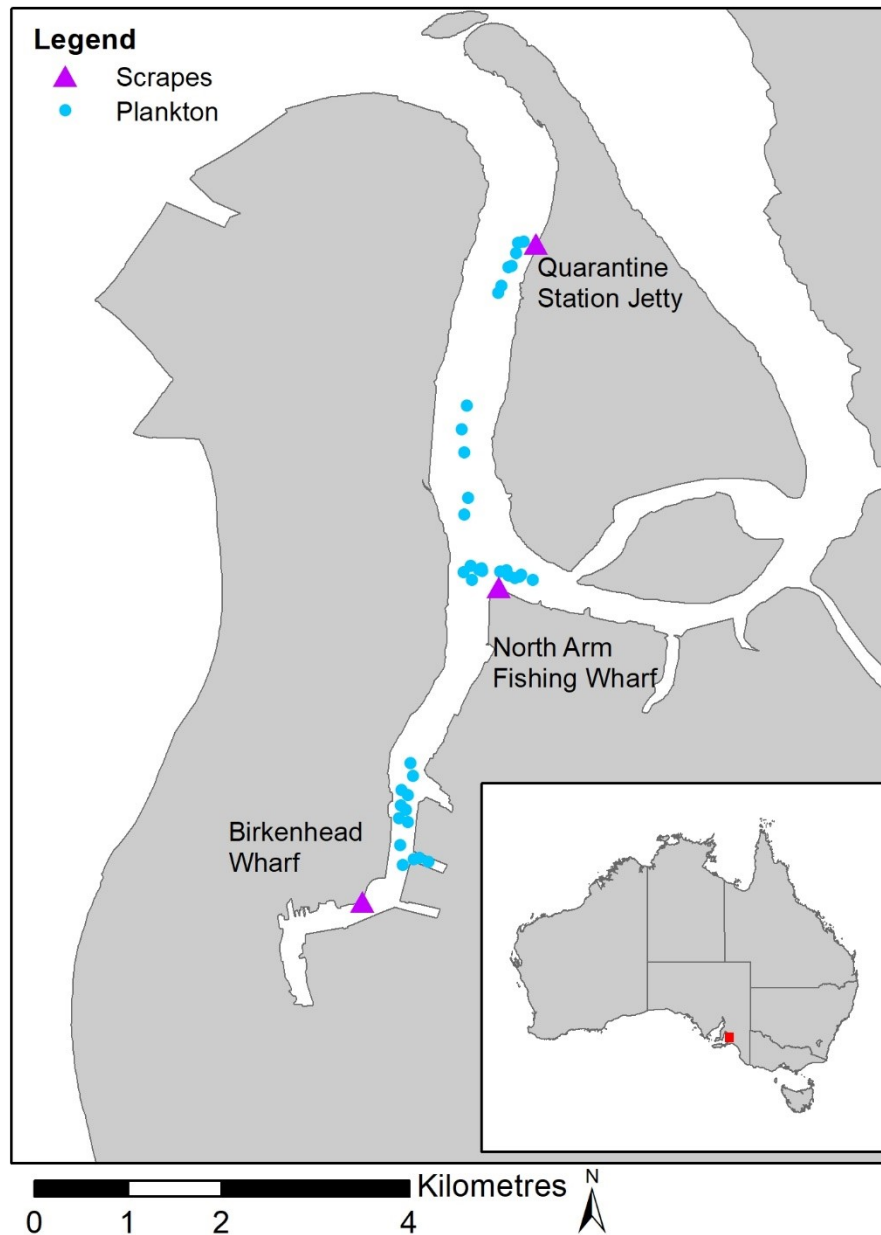 Legend
Scrapes
Plankton
Quarantine
Station Jetty
North Arm
Fishing Wharf
Birkenhead
Wharf
Kilometres
N
0 1 2 4